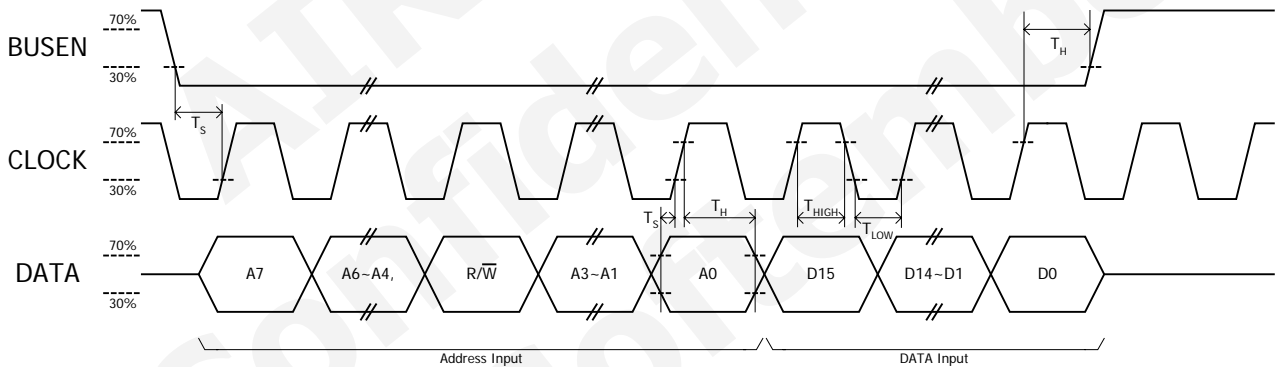 70%
BUSEN
30%
T_H
T_S
70%
CLOCK
30%
T_S
T_H
T_HIGH
T_LOW
70%
DATA
30%
A7
A6~A4,
R/W̅
A3~A1
A0
D15
D14~D1
D0
Address Input
DATA Input